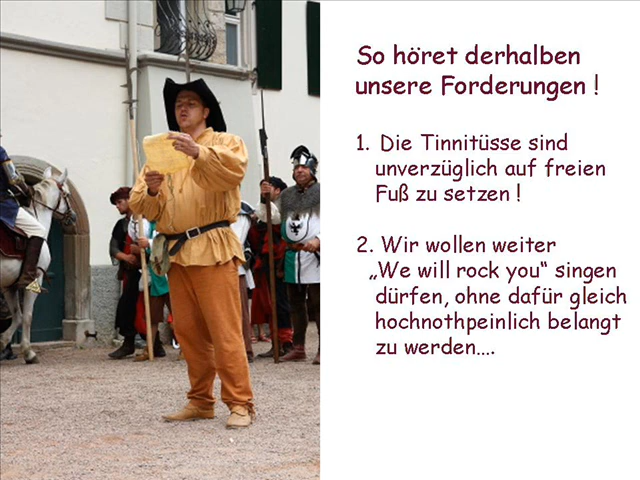 So höret derhalben
unsere Forderungen !
1. Die Tinnitüsse sind
unverzüglich auf freien
Fuß zu setzen !
2. Wir wollen weiter
„We will rock you“ singen
dürfen, ohne dafür gleich
hochnothpeinlich belangt
zu werden….